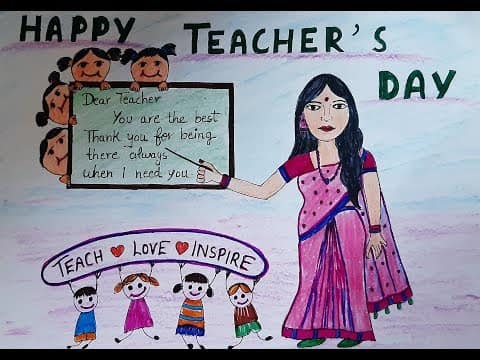 HAPPY TEACHER'S
DAY
Dear Teacher
You are the best
Thank you for being
there always
when I need you
TEACH LOVE INSPIRE